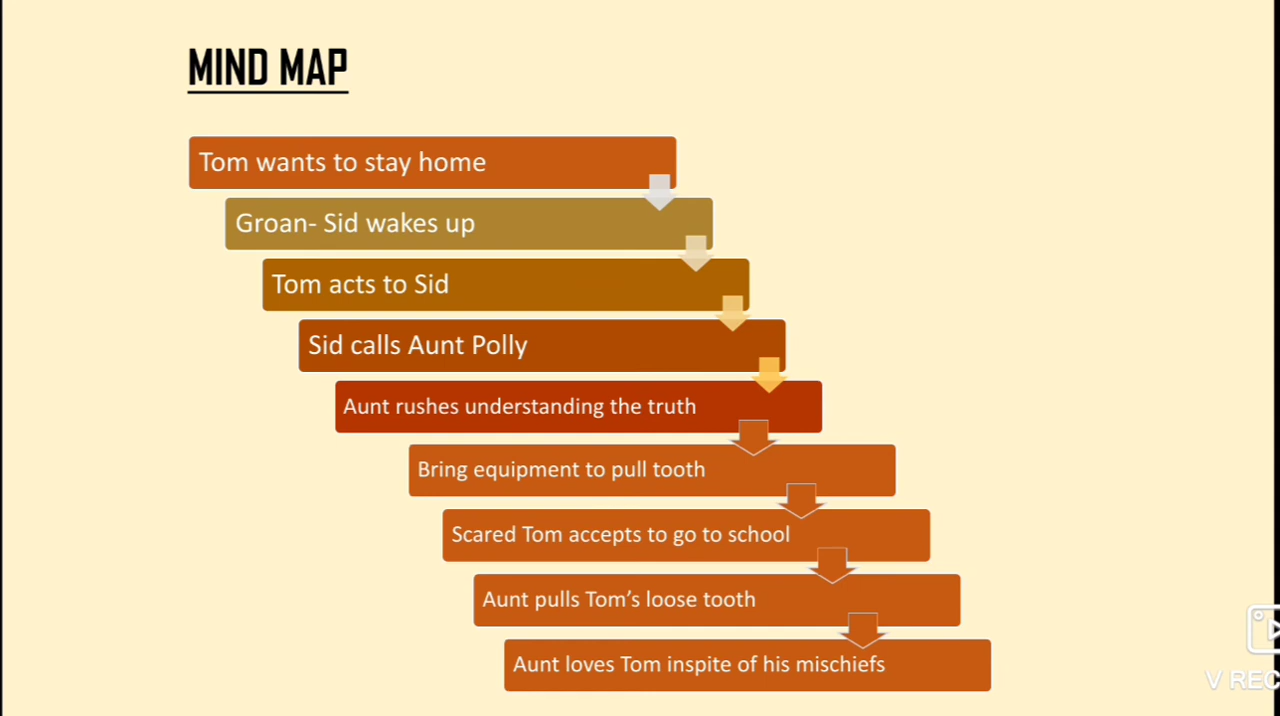 MIND MAP
Tom wants to stay home
Groan- Sid wakes up
Tom acts to Sid
Sid calls Aunt Polly
Aunt rushes understanding the truth
Bring equipment to pull tooth
Scared Tom accepts to go to school
Aunt pulls Tom’s loose tooth
Aunt loves Tom inspite of his mischiefs
V REC